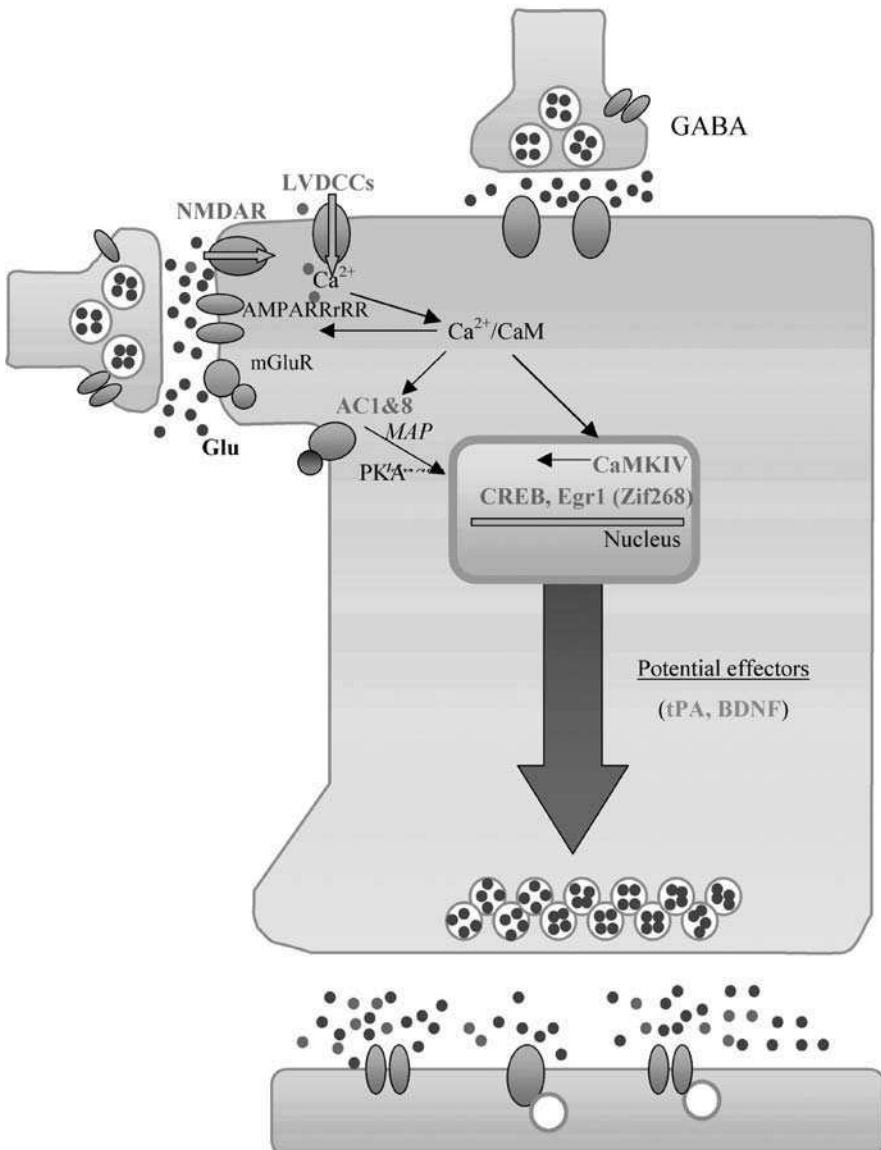 GABA
LVDCCs
NMDAR
Ca²⁺
AMPARRrRR
Ca²⁺/CaM
mGluR
AC1&8
MAP
Glu
PKA
CaMKIV
CREB, Egr1 (Zif268)
Nucleus
Potential effectors
(tPA, BDNF)